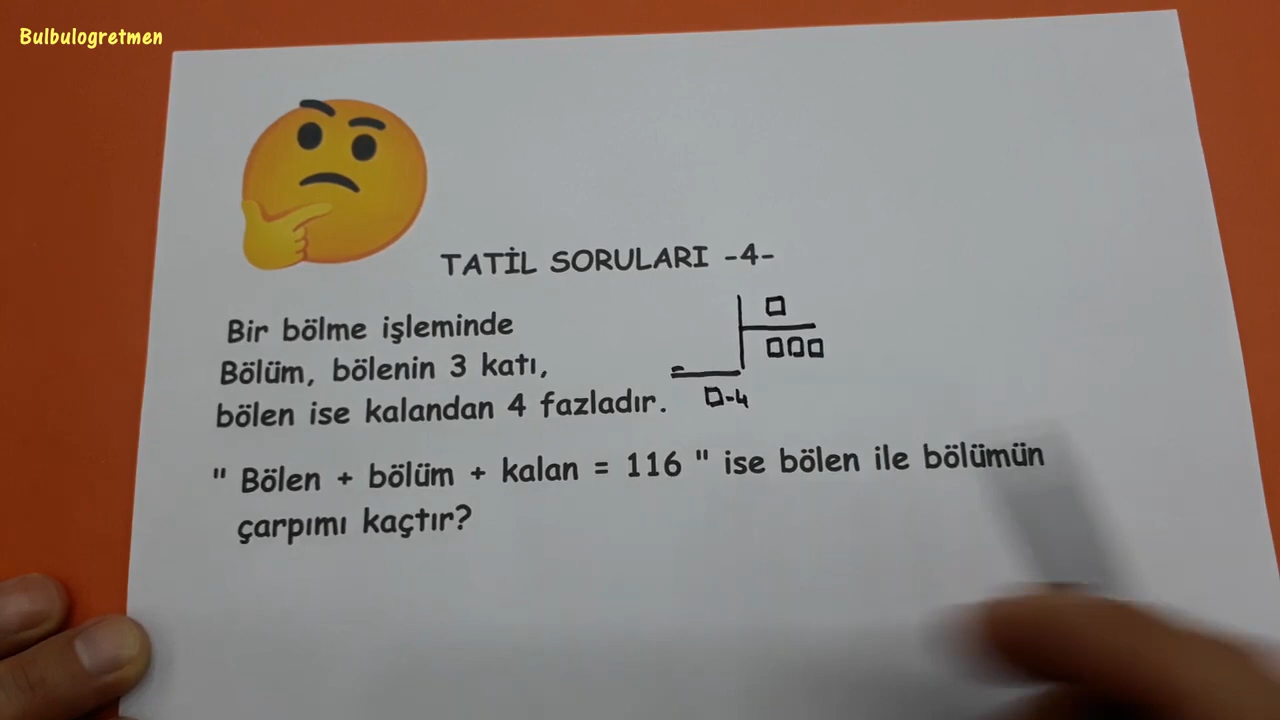 Bulbulogretmen
TATİL SORULARI -4-
Bir bölme işleminde
Bölüm, bölenin 3 katı,
bölen ise kalandan 4 fazladır.
□
□□□
□-4
" Bölen + bölüm + kalan = 116 " ise bölen ile bölümün
çarpımı kaçtır?